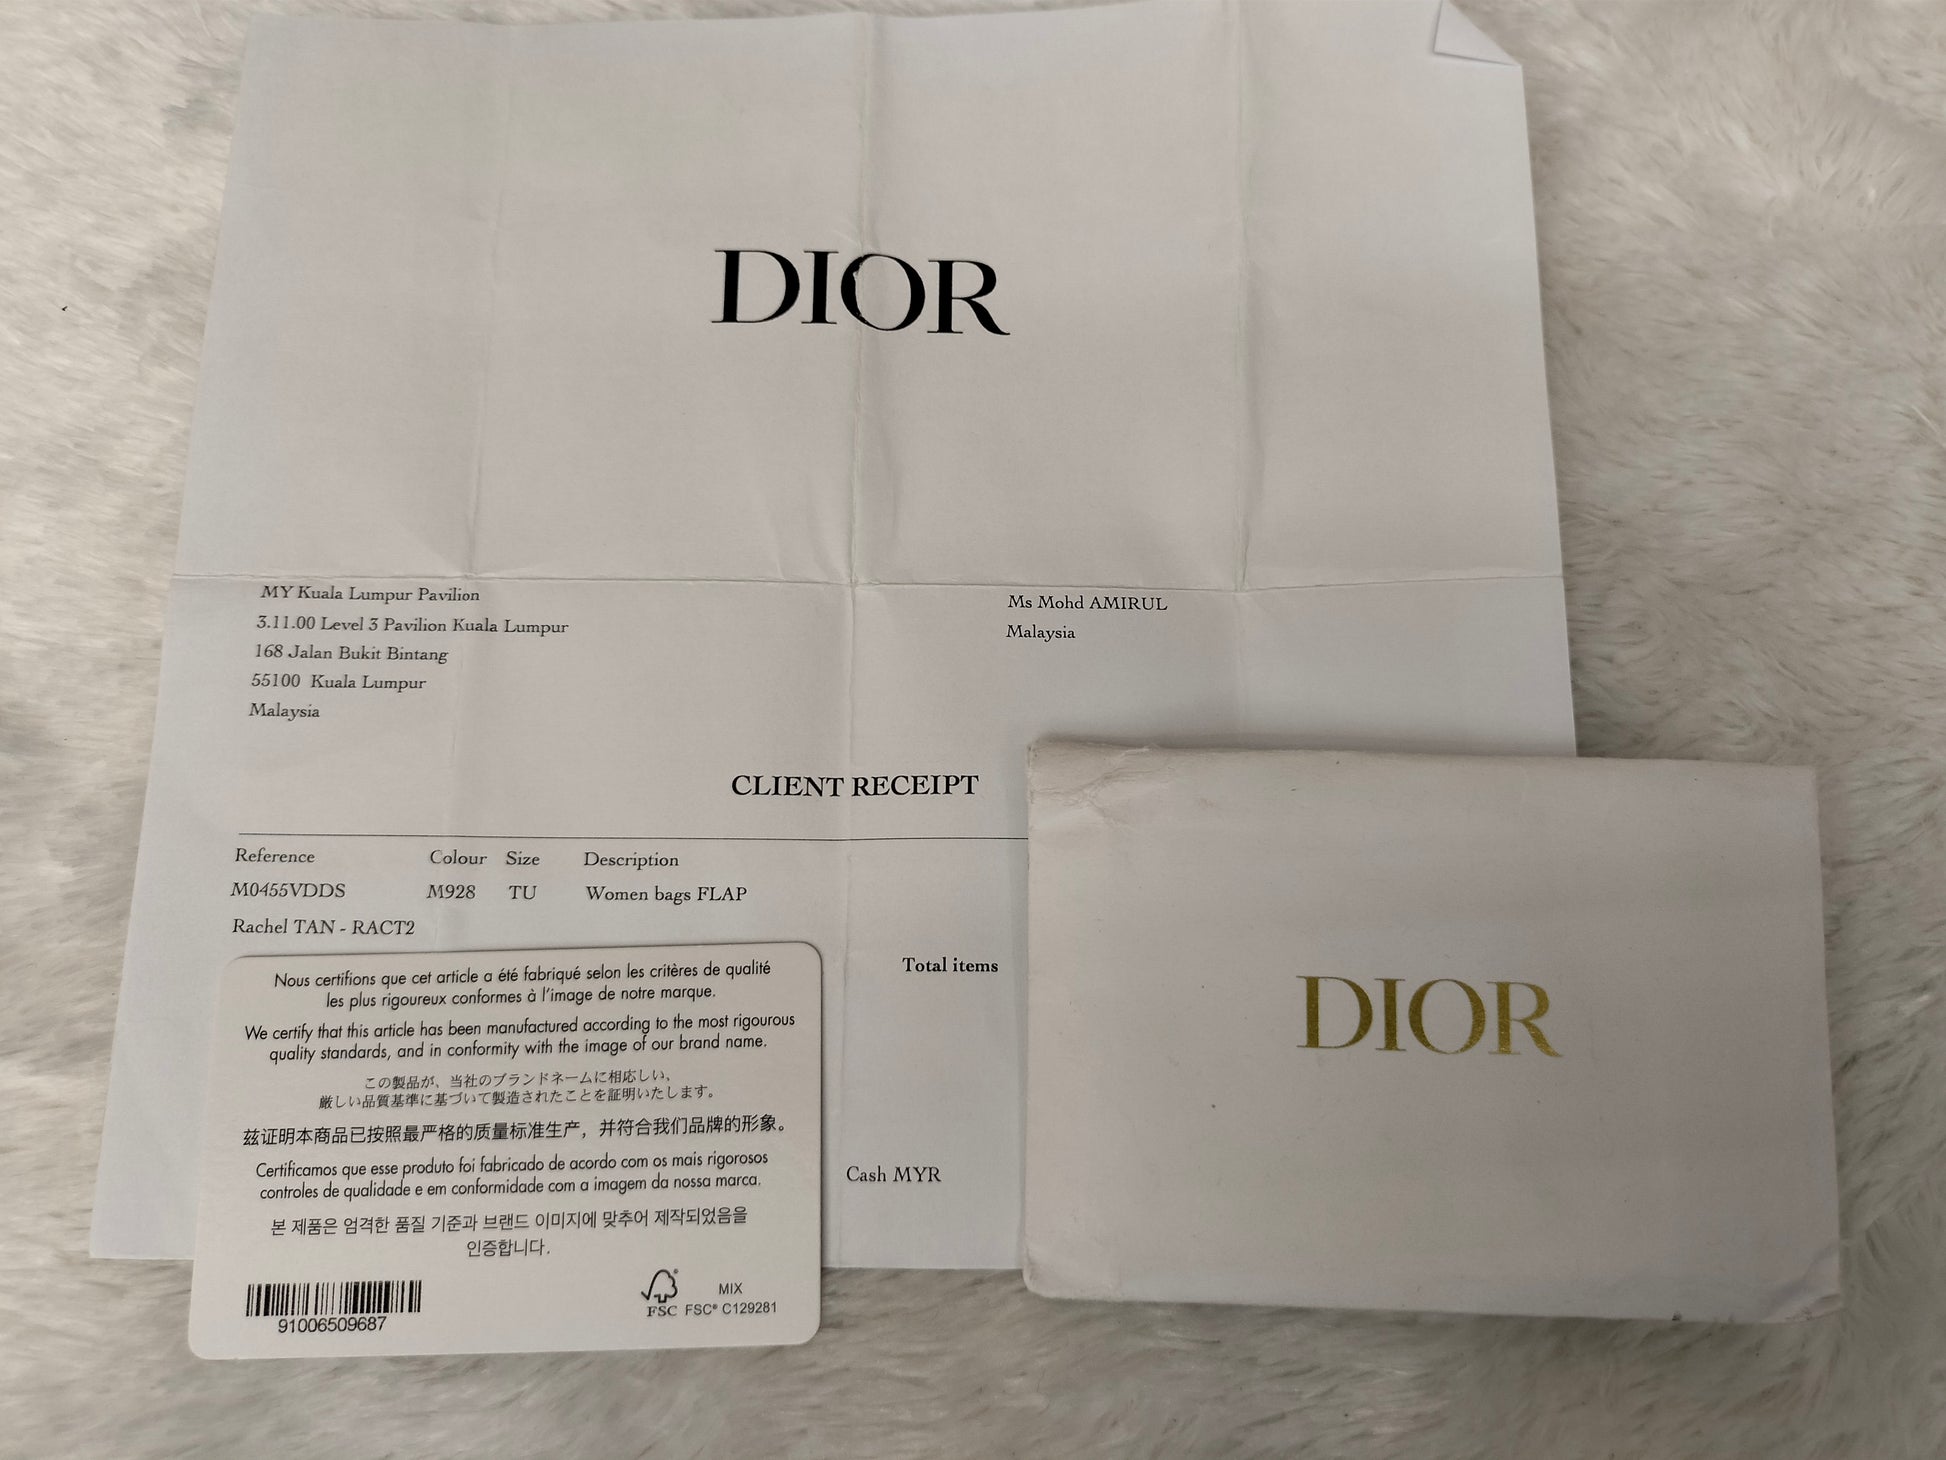 DIOR
MY Kuala Lumpur Pavilion
3.11.00 Level 3 Pavilion Kuala Lumpur
168 Jalan Bukit Bintang
55100 Kuala Lumpur
Malaysia
Ms Mohd AMIRUL
Malaysia
CLIENT RECEIPT
Reference Colour Size Description
M0455VDDS M928 TU Women bags FLAP
Rachel TAN - RACT2
Total items
Cash MYR
Nous certifions que cet article a été fabriqué selon les critères de qualité
les plus rigoureux conformes à l'image de notre marque.
We certify that this article has been manufactured according to the most rigourous
quality standards, and in conformity with the image of our brand name.
この製品が、当社のブランドネームに相応しい、
厳しい品質基準に基づいて製造されたことを証明いたします。
兹证明本商品已按照最严格的质量标准生产，并符合我们品牌的形象。
Certificamos que esse produto foi fabricado de acordo com os mais rigorosos
controles de qualidade e em conformidade com a imagem da nossa marca.
본 제품은 엄격한 품질 기준과 브랜드 이미지에 맞추어 제작되었음을
인증합니다.
91006509687
FSC
MIX
FSC® C129281
DIOR